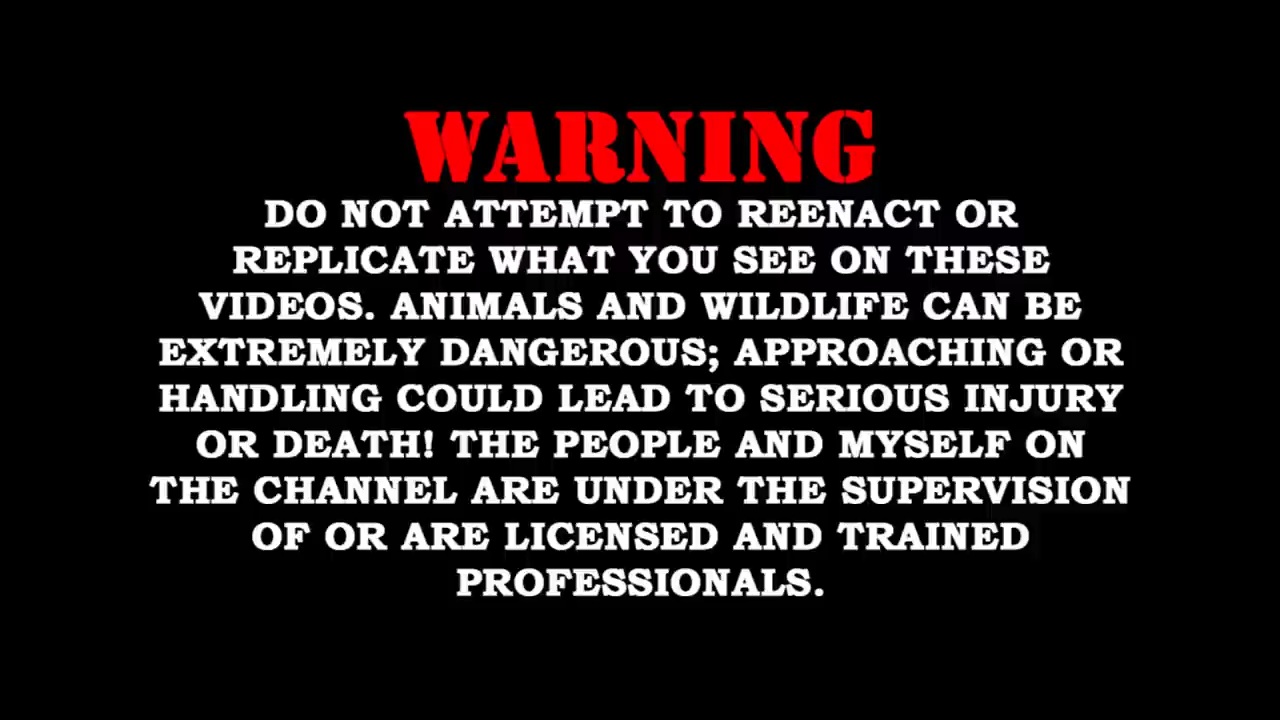 WARNING
DO NOT ATTEMPT TO REENACT OR
REPLICATE WHAT YOU SEE ON THESE
VIDEOS. ANIMALS AND WILDLIFE CAN BE
EXTREMELY DANGEROUS; APPROACHING OR
HANDLING COULD LEAD TO SERIOUS INJURY
OR DEATH! THE PEOPLE AND MYSELF ON
THE CHANNEL ARE UNDER THE SUPERVISION
OF OR ARE LICENSED AND TRAINED
PROFESSIONALS.